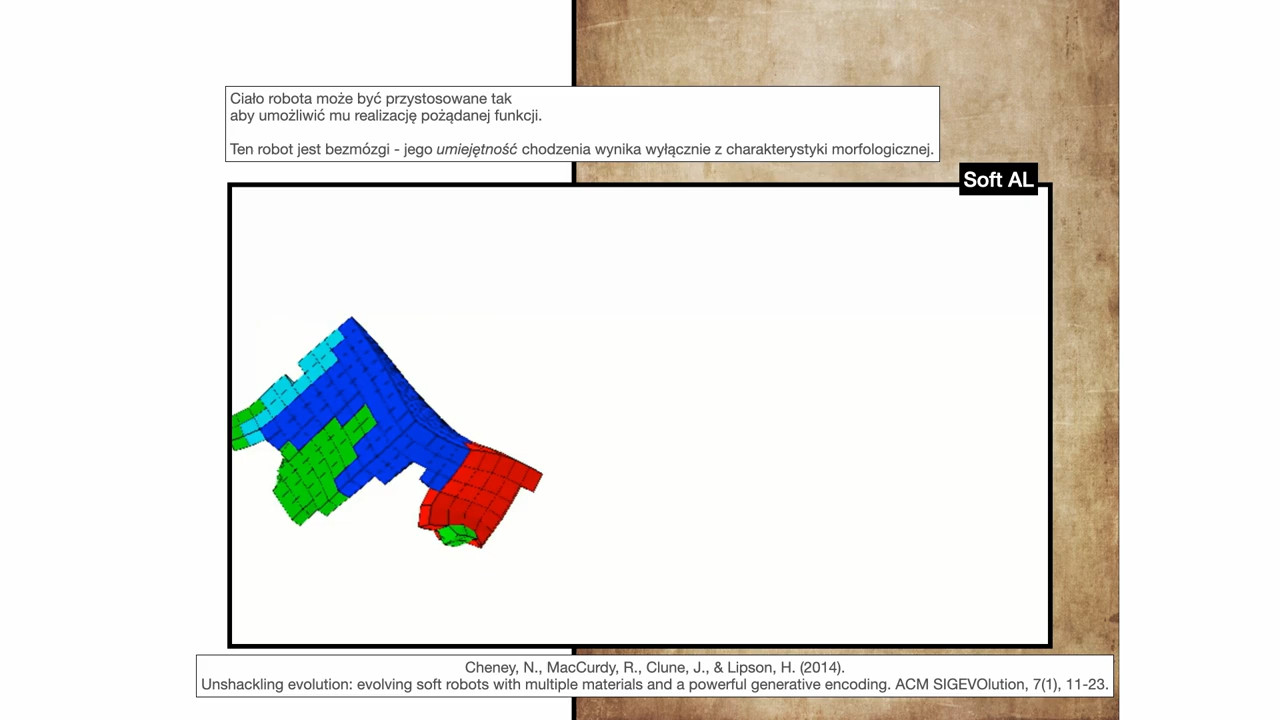 Ciało robota może być przystosowane tak
aby umożliwić mu realizację pożądanej funkcji.
Ten robot jest bezmózgi - jego umiejętność chodzenia wynika wyłącznie z charakterystyki morfologicznej.
Soft AL
Cheney, N., MacCurdy, R., Clune, J., & Lipson, H. (2014).
Unshackling evolution: evolving soft robots with multiple materials and a powerful generative encoding. ACM SIGEVOlution, 7(1), 11-23.